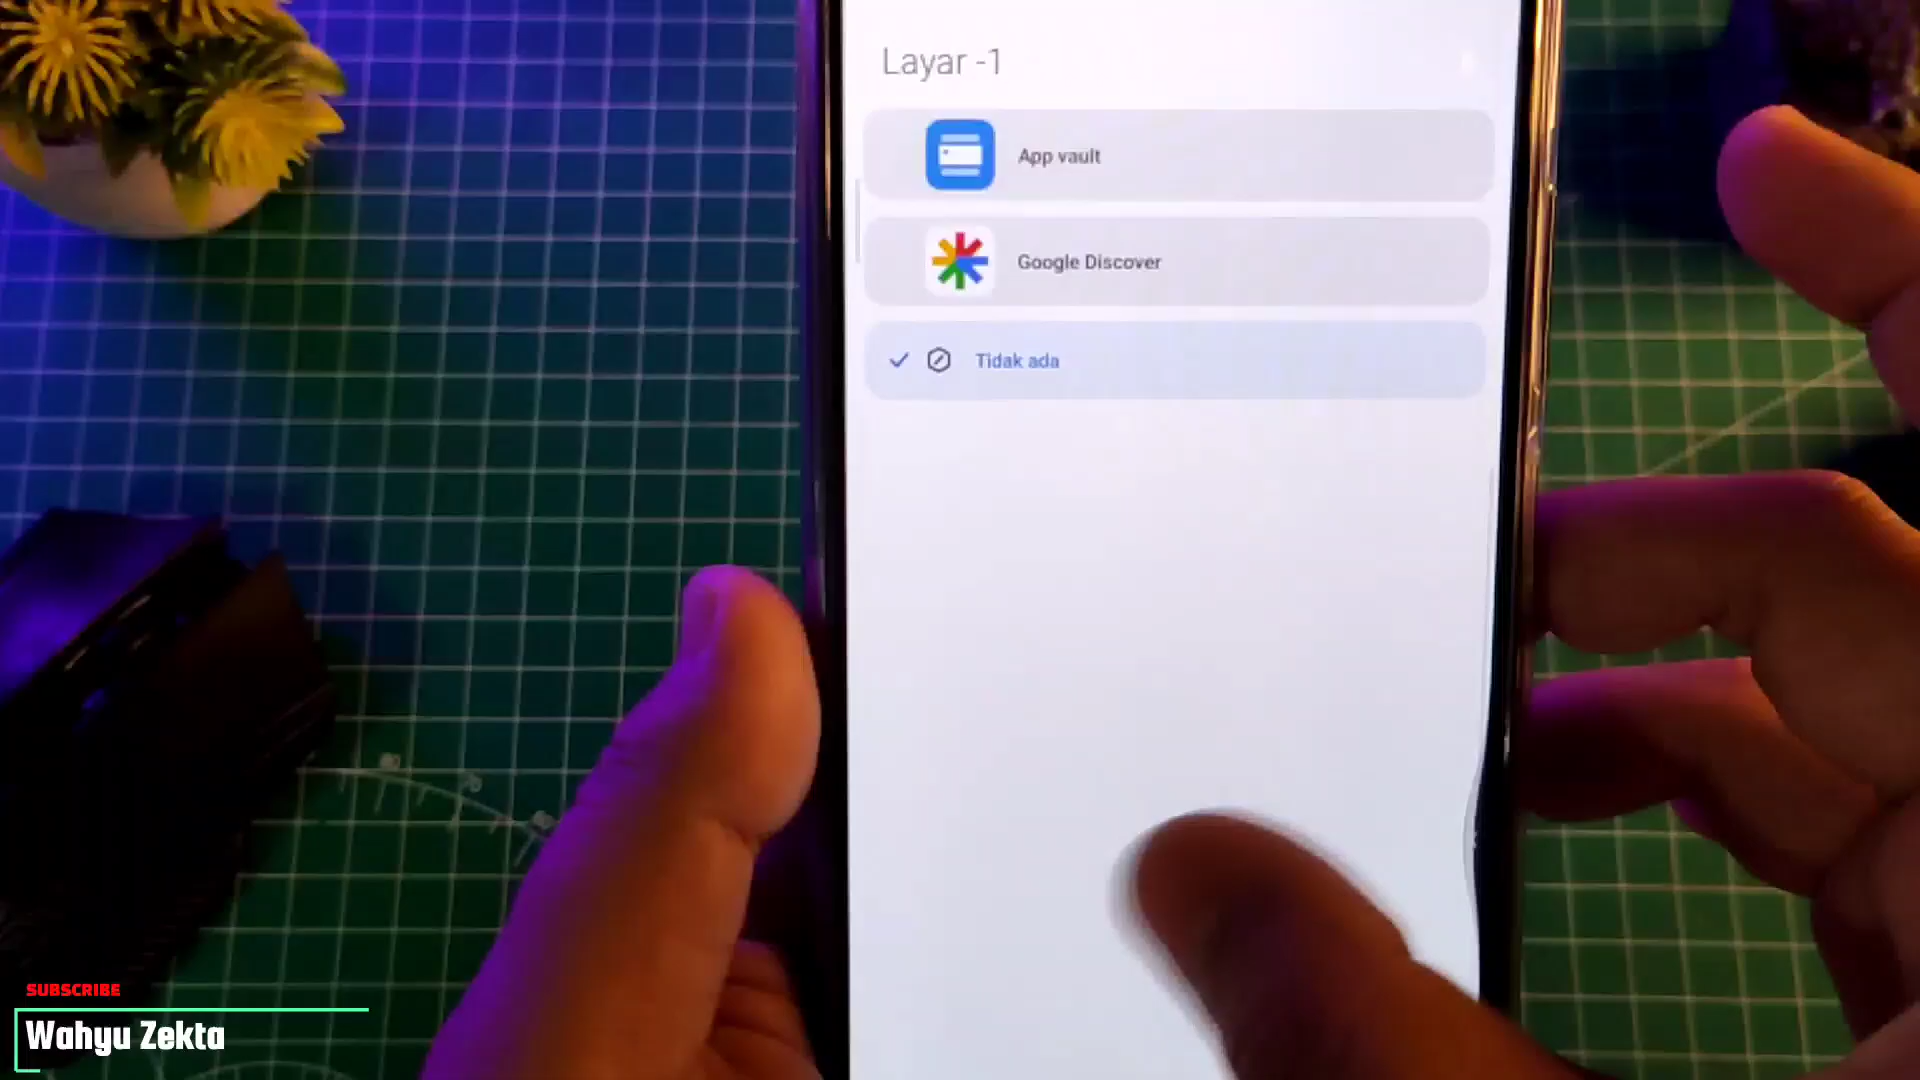 Layar -1
App vault
Google Discover
Tidak ada
SUBSCRIBE
Wahyu Zekta